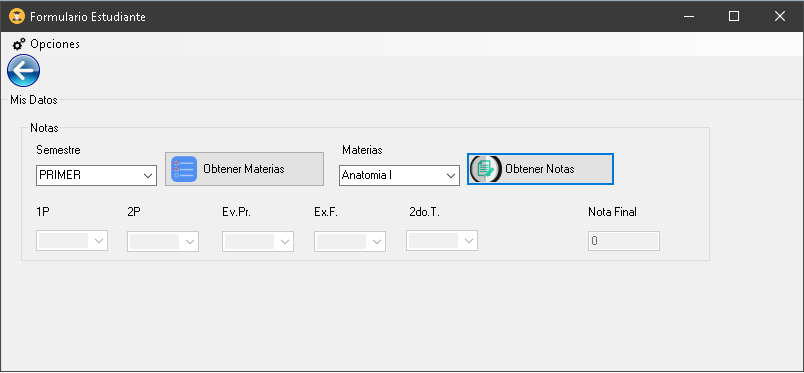 Formulario Estudiante
Opciones
Mis Datos
Notas
Semestre
Materias
PRIMER
Obtener Materias
Anatomia I
Obtener Notas
1P
2P
Ev.Pr.
Ex.F.
2do.T.
Nota Final
0